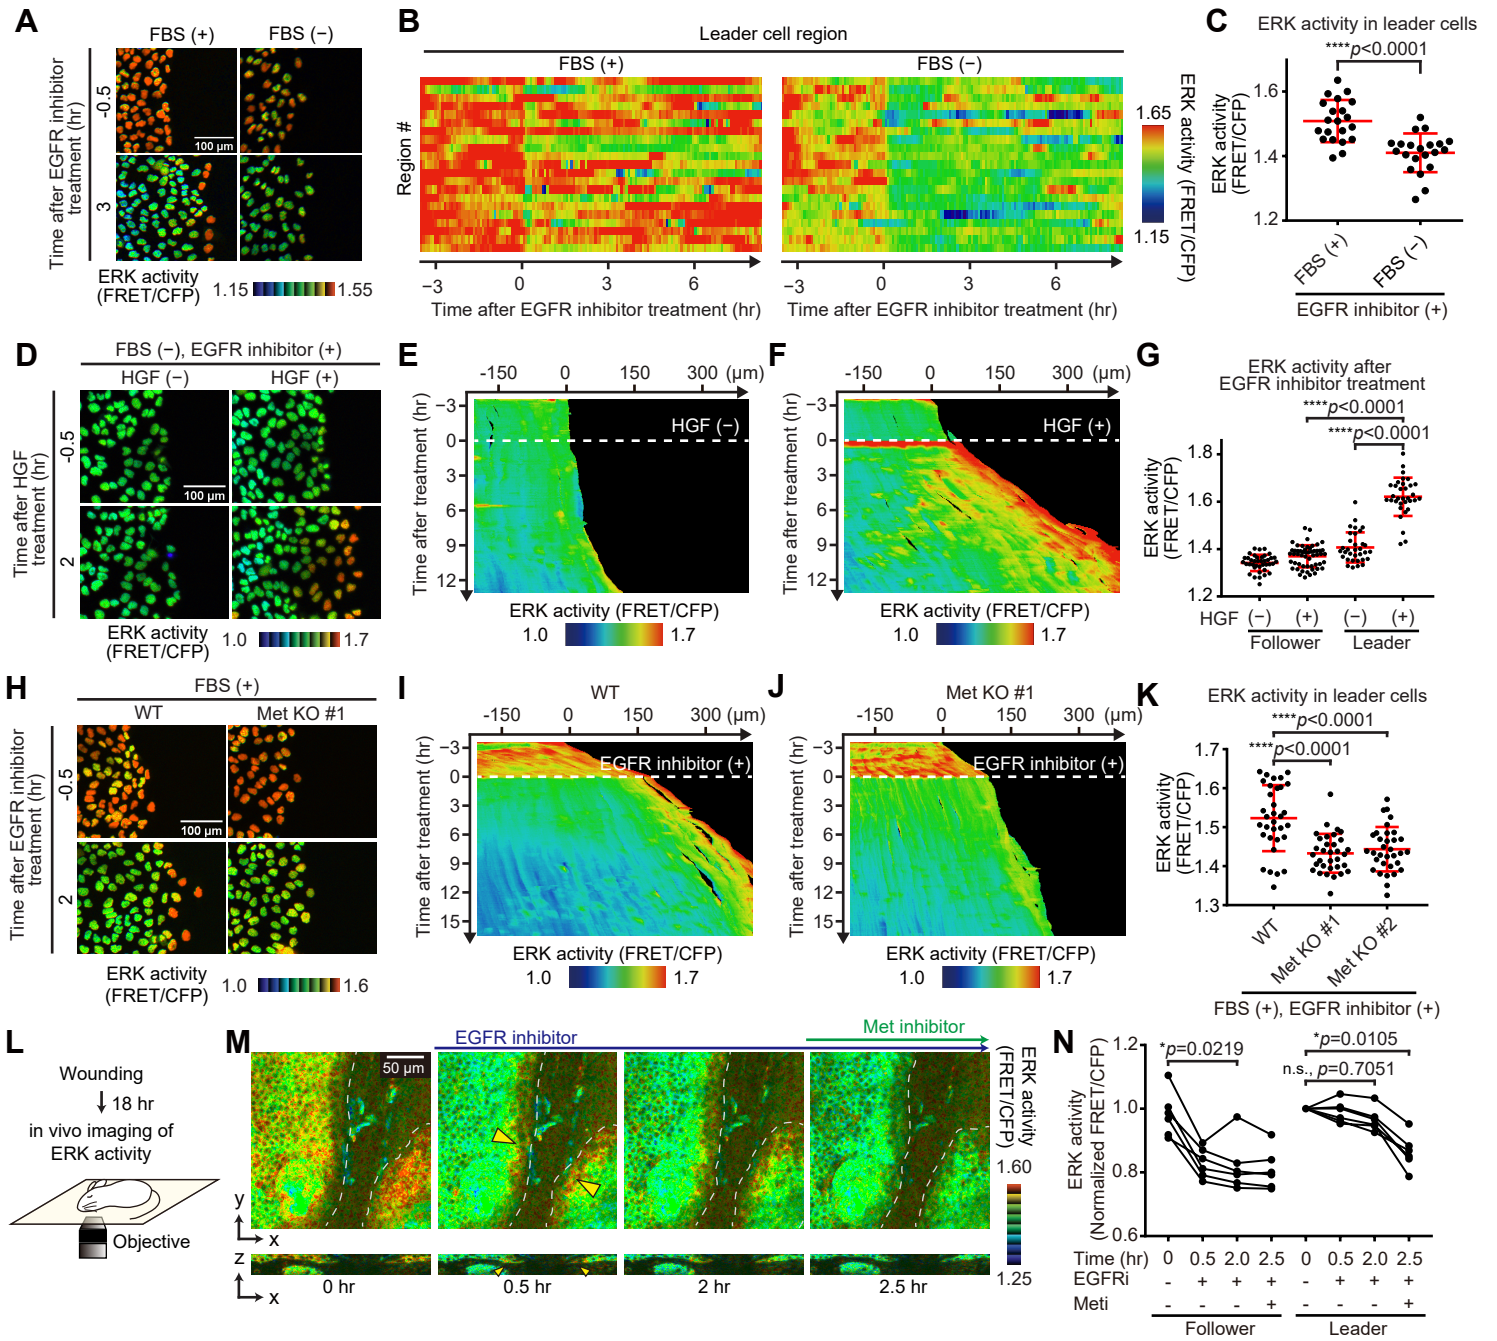 A
FBS (+)
FBS (−)
Time after EGFR inhibitor
treatment (hr)
-0.5
3
100 µm
ERK activity
(FRET/CFP)
1.15
1.55
B
Leader cell region
FBS (+)
FBS (−)
Region #
−3
0
3
6
−3
0
3
6
Time after EGFR inhibitor treatment (hr)
Time after EGFR inhibitor treatment (hr)
1.65
1.15
ERK activity (FRET/CFP)
C
ERK activity in leader cells
****p<0.0001
ERK activity
(FRET/CFP)
1.6
1.4
1.2
FBS (+)
FBS (−)
EGFR inhibitor (+)
D
FBS (−), EGFR inhibitor (+)
HGF (−)
HGF (+)
Time after HGF
treatment (hr)
-0.5
2
100 µm
ERK activity
(FRET/CFP)
1.0
1.7
E
-150
0
150
300
(µm)
Time after treatment (hr)
−3
0
3
6
9
12
HGF (−)
ERK activity (FRET/CFP)
1.0
1.7
F
-150
0
150
300
(µm)
Time after treatment (hr)
−3
0
3
6
9
12
HGF (+)
ERK activity (FRET/CFP)
1.0
1.7
G
ERK activity after
EGFR inhibitor treatment
****p<0.0001
****p<0.0001
ERK activity
(FRET/CFP)
1.8
1.6
1.4
1.2
HGF
(−)
(+)
(−)
(+)
Follower
Leader
H
FBS (+)
WT
Met KO #1
Time after EGFR inhibitor
treatment (hr)
-0.5
2
100 µm
ERK activity
(FRET/CFP)
1.0
1.6
I
WT
-150
0
150
300
(µm)
Time after treatment (hr)
−3
0
3
6
9
12
15
EGFR inhibitor (+)
ERK activity (FRET/CFP)
1.0
1.7
J
Met KO #1
-150
0
150
300
(µm)
Time after treatment (hr)
−3
0
3
6
9
12
15
EGFR inhibitor (+)
ERK activity (FRET/CFP)
1.0
1.7
K
ERK activity in leader cells
****p<0.0001
****p<0.0001
ERK activity
(FRET/CFP)
1.7
1.6
1.5
1.4
1.3
WT
Met KO #1
Met KO #2
FBS (+), EGFR inhibitor (+)
L
Wounding
18 hr
in vivo imaging of
ERK activity
Objective
M
EGFR inhibitor
Met inhibitor
50 µm
y
x
z
x
0 hr
0.5 hr
2 hr
2.5 hr
ERK activity
(FRET/CFP)
1.60
1.25
N
*p=0.0219
*p=0.0105
n.s., p=0.7051
ERK activity
(Normalized FRET/CFP)
1.2
1.0
0.8
0.6
Time (hr) 0 0.5 2.0 2.5 0 0.5 2.0 2.5
EGFRi - + + + - + + +
Meti - - - + - - - +
Follower
Leader